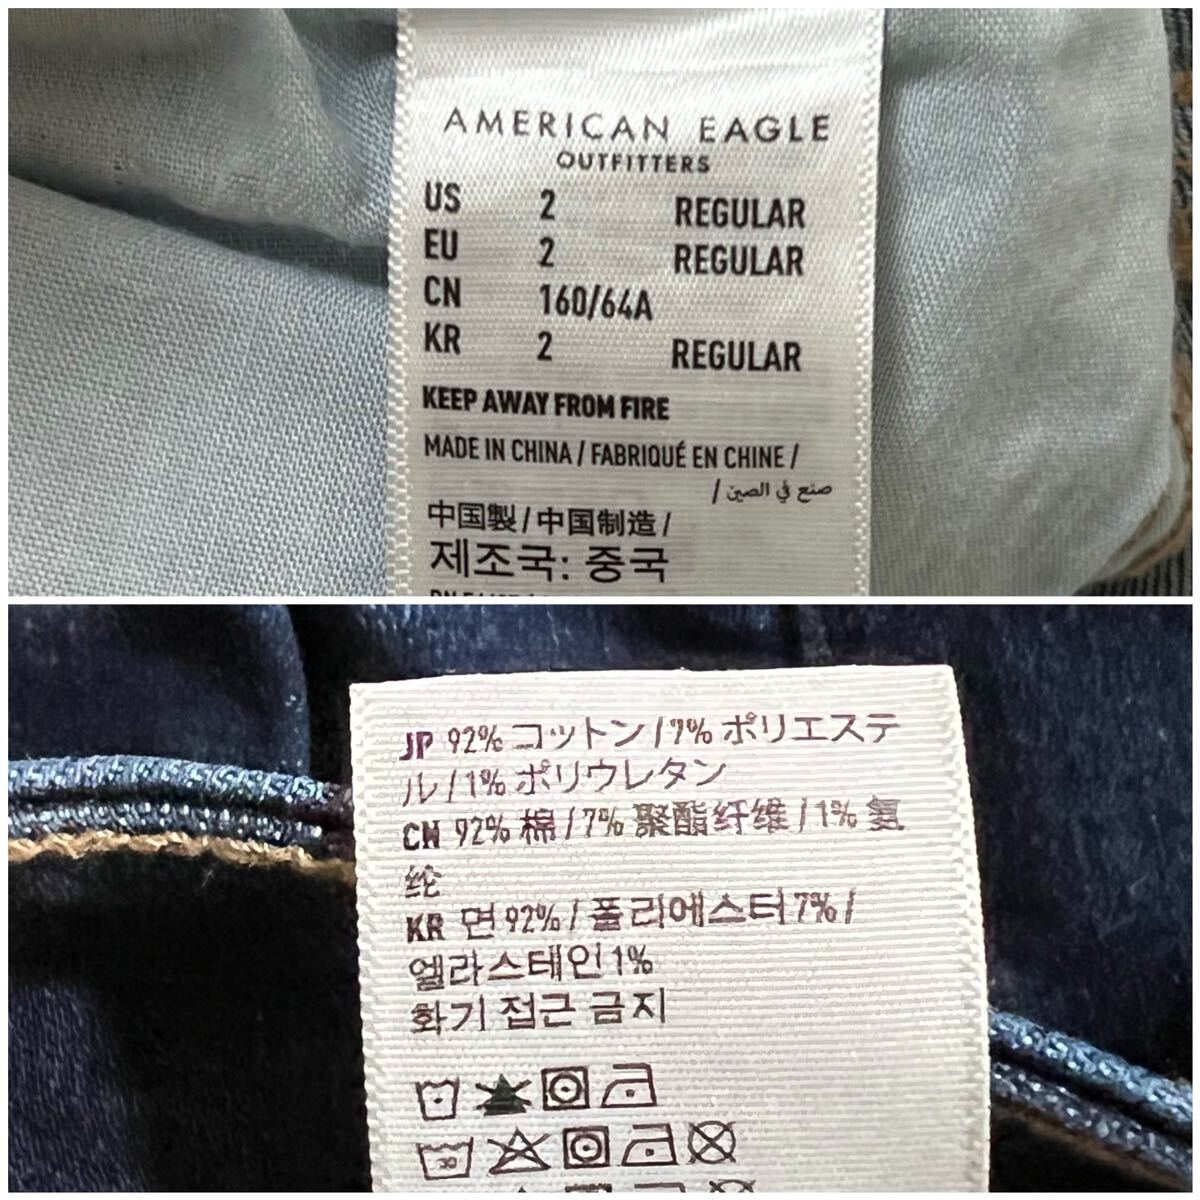 AMERICAN EAGLE
OUTFITTERS
US 2 REGULAR
EU 2 REGULAR
CN 160/64A
KR 2 REGULAR
KEEP AWAY FROM FIRE
MADE IN CHINA / FABRIQUÉ EN CHINE /
صنع في الصين /
中国製 / 中国制造 /
제조국: 중국
JP 92% コットン / 7% ポリエステ
ル / 1% ポリウレタン
CN 92% 棉 / 7% 聚酯纤维 / 1% 氨
纶
KR 면 92% / 폴리에스터 7% /
엘라스테인 1%
화기 접근 금지
30